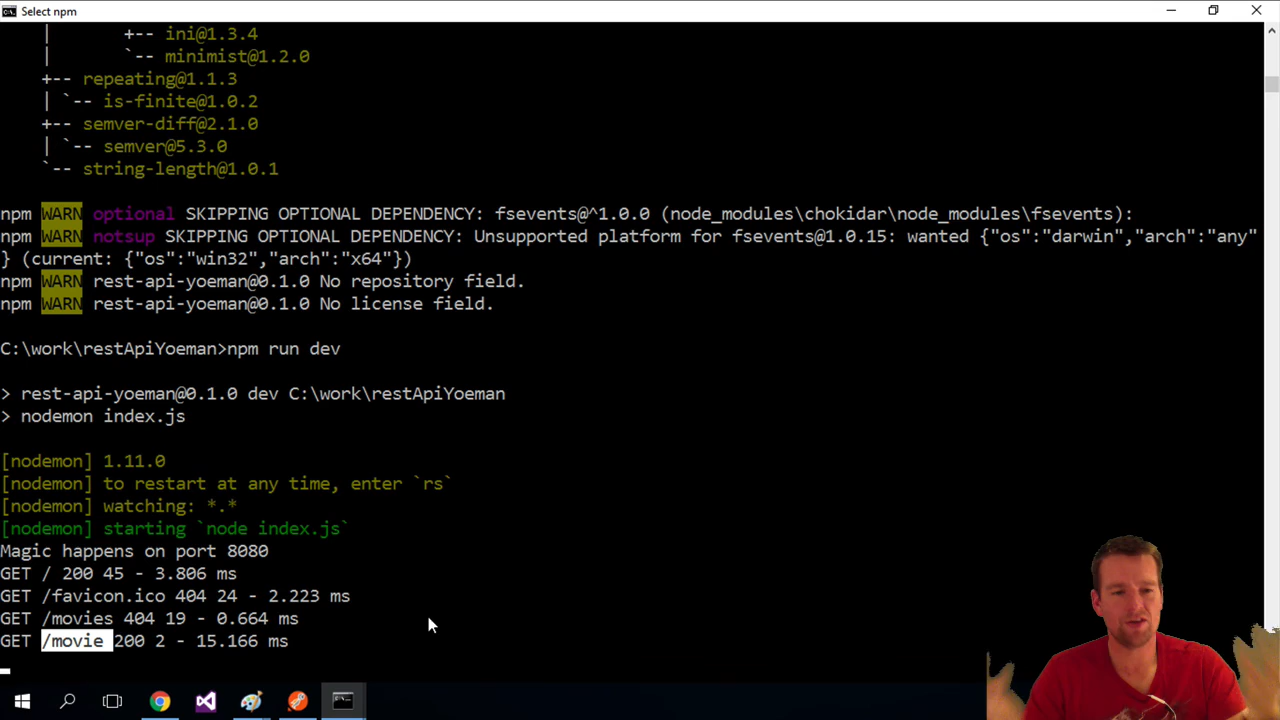 Select npm
|       +-- ini@1.3.4
|       `-- minimist@1.2.0
+-- repeating@1.1.3
| `-- is-finite@1.0.2
+-- semver-diff@2.1.0
| `-- semver@5.3.0
`-- string-length@1.0.1
npm WARN optional SKIPPING OPTIONAL DEPENDENCY: fsevents@^1.0.0 (node_modules\chokidar\node_modules\fsevents):
npm WARN notsup SKIPPING OPTIONAL DEPENDENCY: Unsupported platform for fsevents@1.0.15: wanted {"os":"darwin","arch":"any"
} (current: {"os":"win32","arch":"x64"})
npm WARN rest-api-yoeman@0.1.0 No repository field.
npm WARN rest-api-yoeman@0.1.0 No license field.
C:\work\restApiYoeman>npm run dev
> rest-api-yoeman@0.1.0 dev C:\work\restApiYoeman
> nodemon index.js
[nodemon] 1.11.0
[nodemon] to restart at any time, enter `rs`
[nodemon] watching: *.*
[nodemon] starting `node index.js`
Magic happens on port 8080
GET / 200 45 - 3.806 ms
GET /favicon.ico 404 24 - 2.223 ms
GET /movies 404 19 - 0.664 ms
GET /movie 200 2 - 15.166 ms